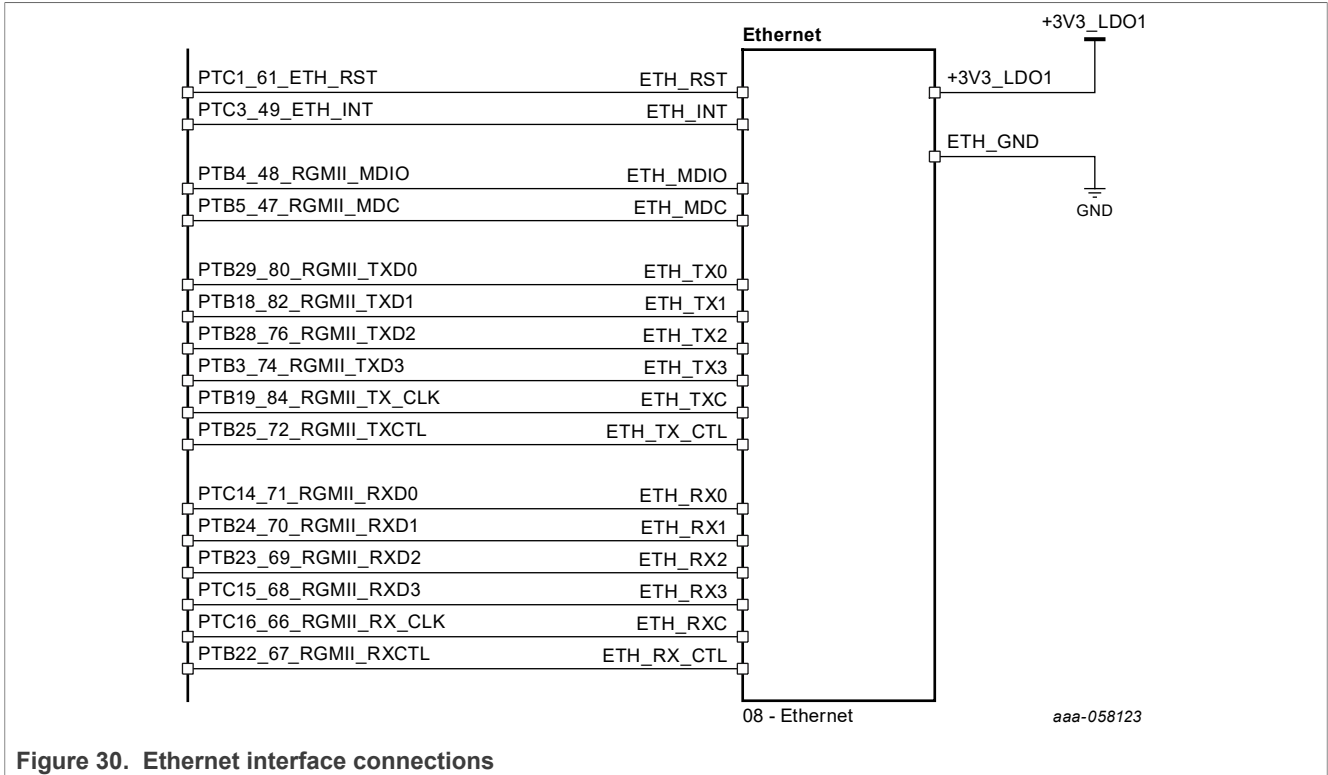 +3V3_LDO1
Ethernet
PTC1_61_ETH_RST ETH_RST +3V3_LDO1
PTC3_49_ETH_INT ETH_INT
ETH_GND
PTB4_48_RGMII_MDIO ETH_MDIO
PTB5_47_RGMII_MDC ETH_MDC
GND
PTB29_80_RGMII_TXD0 ETH_TX0
PTB18_82_RGMII_TXD1 ETH_TX1
PTB28_76_RGMII_TXD2 ETH_TX2
PTB3_74_RGMII_TXD3 ETH_TX3
PTB19_84_RGMII_TX_CLK ETH_TXC
PTB25_72_RGMII_TXCTL ETH_TX_CTL
PTC14_71_RGMII_RXD0 ETH_RX0
PTB24_70_RGMII_RXD1 ETH_RX1
PTB23_69_RGMII_RXD2 ETH_RX2
PTC15_68_RGMII_RXD3 ETH_RX3
PTC16_66_RGMII_RX_CLK ETH_RXC
PTB22_67_RGMII_RXCTL ETH_RX_CTL
08 - Ethernet aaa-058123
Figure 30. Ethernet interface connections